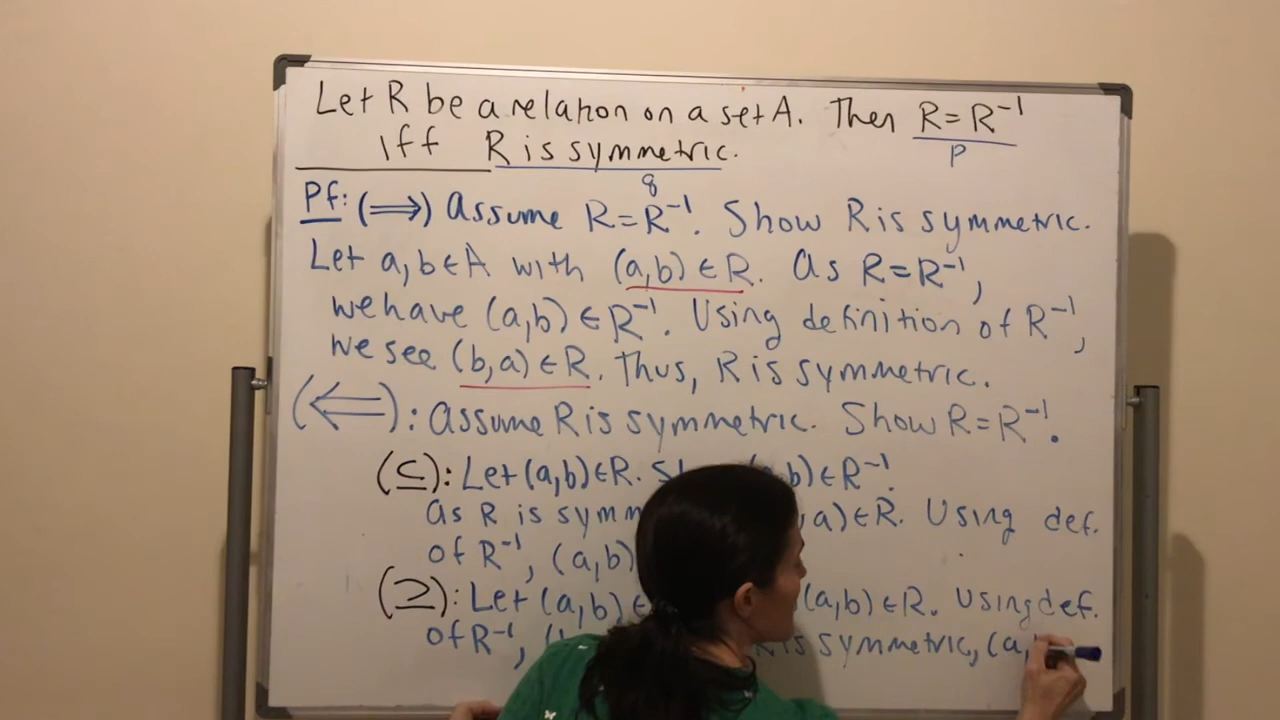 Let R be a relation on a set A. Then R = R⁻¹
iff R is symmetric.
p
q
Pf: (⟹) Assume R = R⁻¹. Show R is symmetric.
Let a, b ∈ A with (a,b) ∈ R. As R = R⁻¹,
we have (a,b) ∈ R⁻¹. Using definition of R⁻¹,
we see (b,a) ∈ R. Thus, R is symmetric.
(⟸): Assume R is symmetric. Show R = R⁻¹.
(⊆): Let (a,b) ∈ R. b) ∈ R⁻¹.
As R is a) ∈ R. Using def.
of R⁻¹, (a,b)
(⊇): Let (a,b) ∈ (a,b) ∈ R. Using def.
of R⁻¹, ( is symmetric, (a,